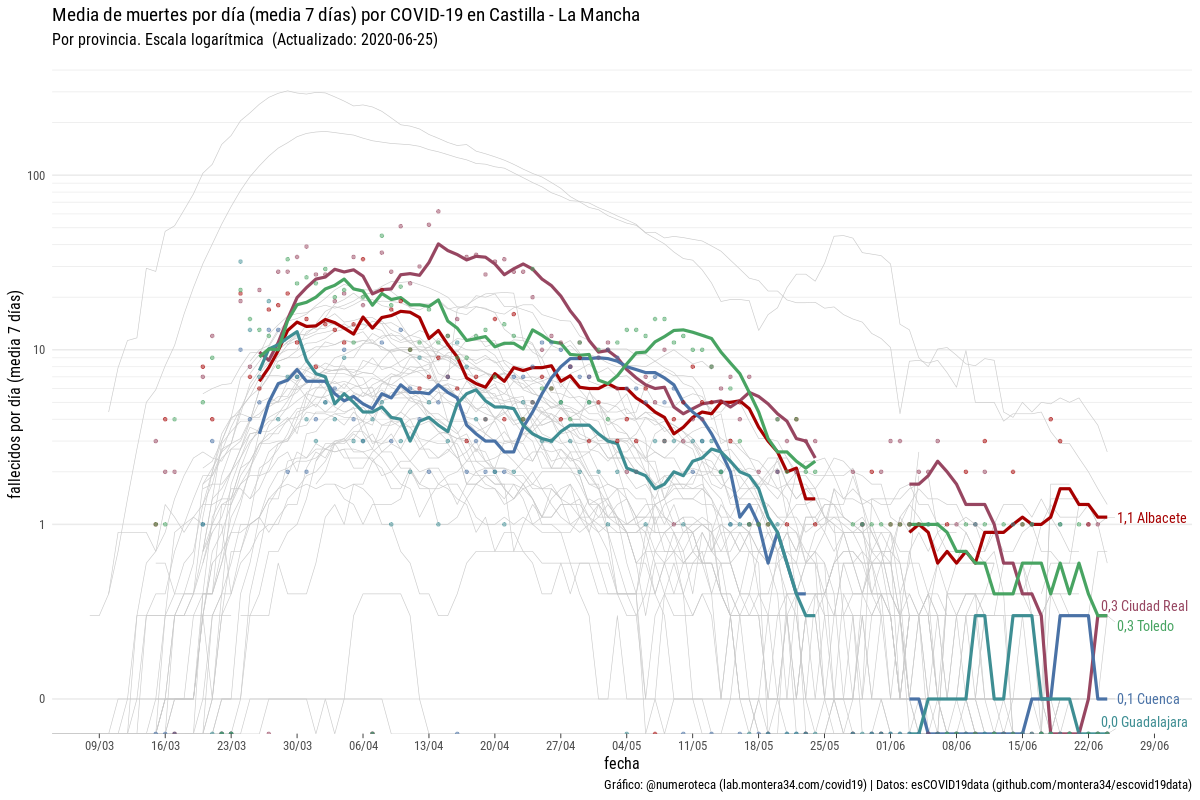 Media de muertes por día (media 7 días) por COVID-19 en Castilla - La Mancha
Por provincia. Escala logarítmica  (Actualizado: 2020-06-25)
fallecidos por día (media 7 días)
100
10
1
0
1,1 Albacete
0,3 Ciudad Real
0,3 Toledo
0,1 Cuenca
0,0 Guadalajara
09/03 16/03 23/03 30/03 06/04 13/04 20/04 27/04 04/05 11/05 18/05 25/05 01/06 08/06 15/06 22/06 29/06
fecha
Gráfico: @numeroteca (lab.montera34.com/covid19) | Datos: esCOVID19data (github.com/montera34/escovid19data)